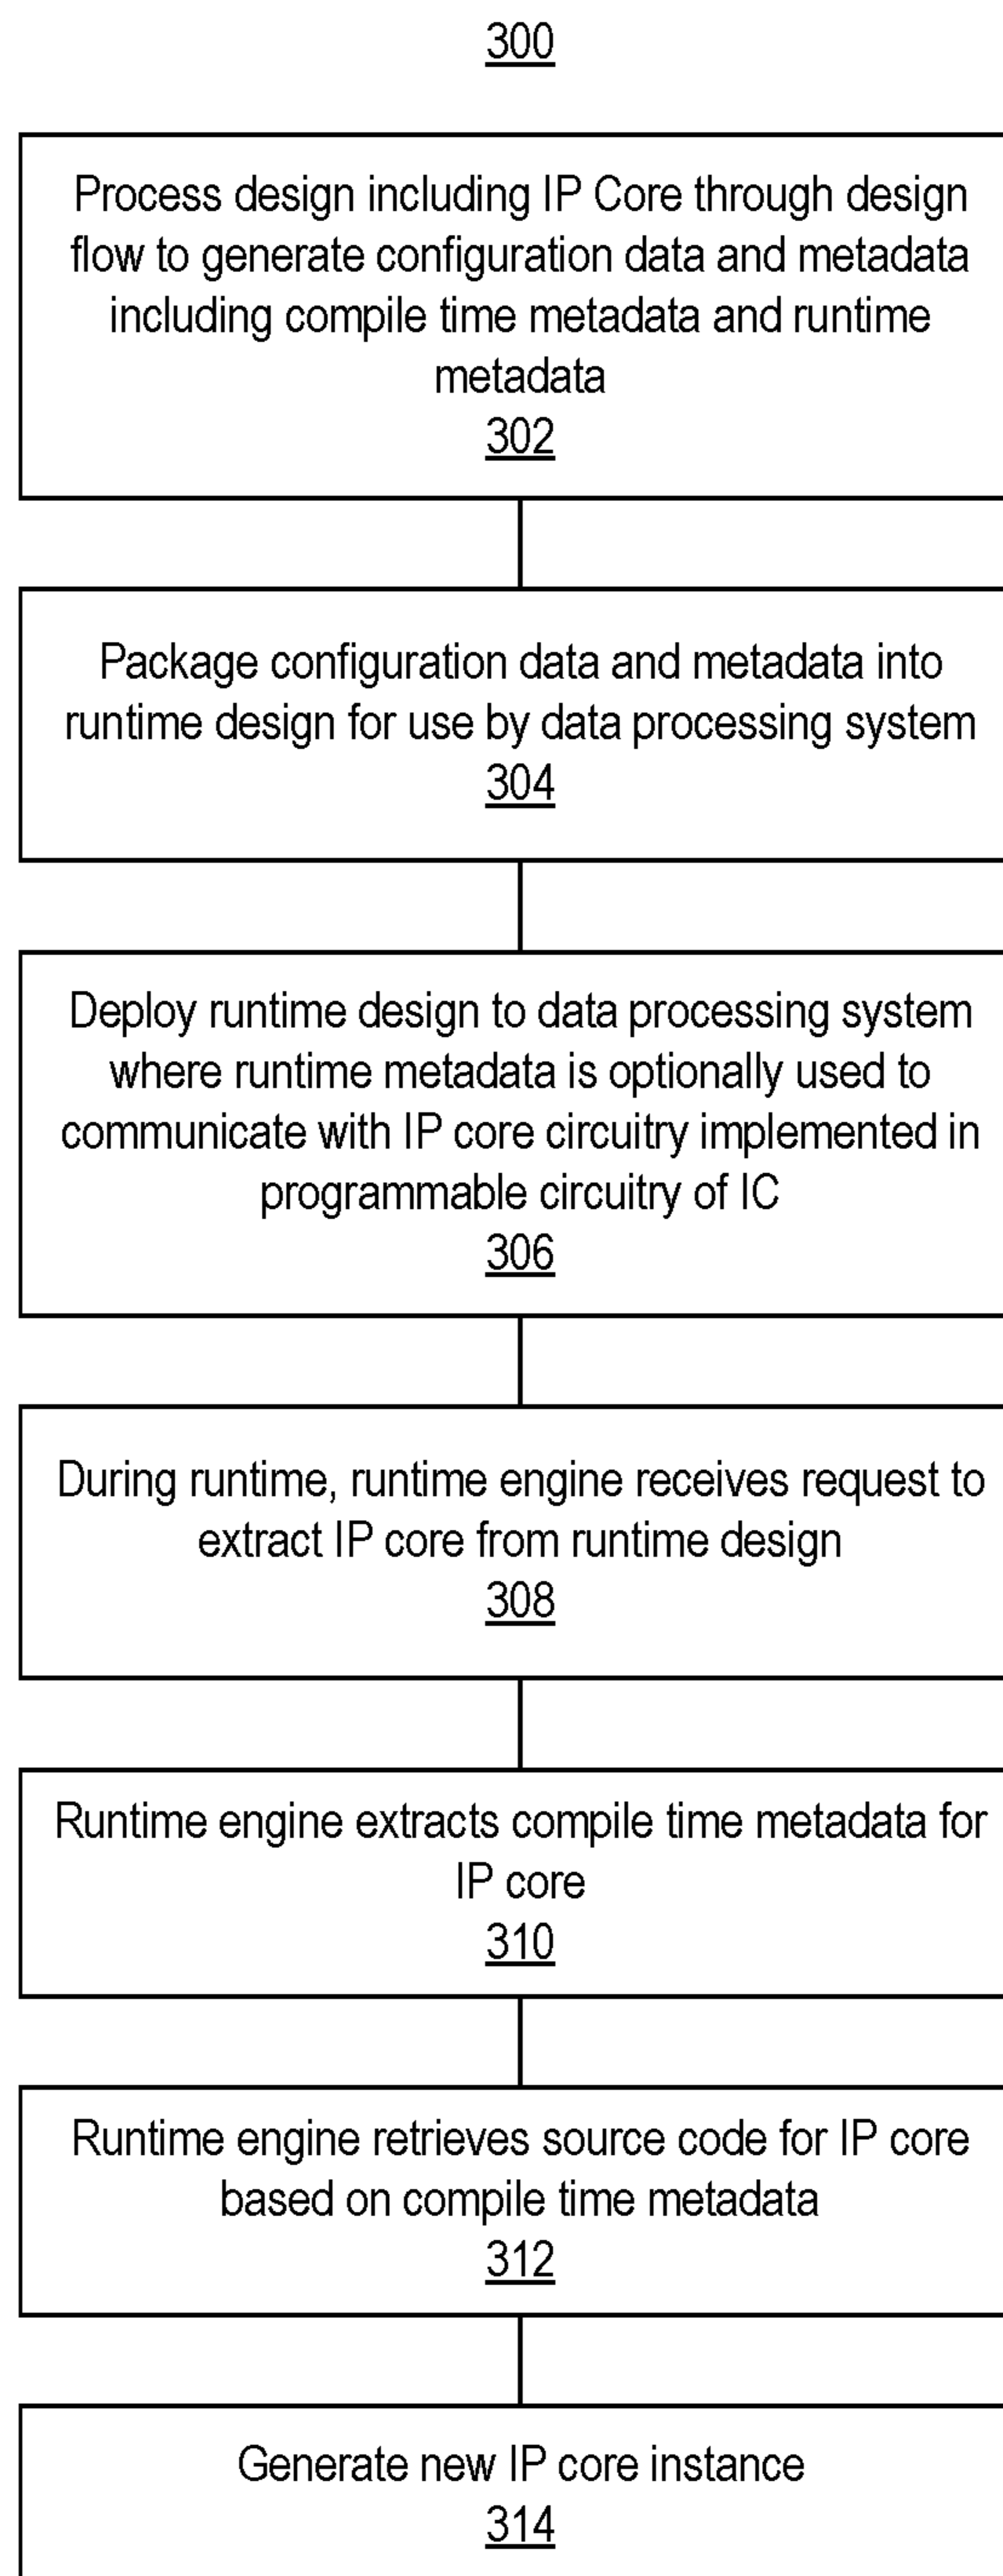 300
Process design including IP Core through design
flow to generate configuration data and metadata
including compile time metadata and runtime
metadata
302
Package configuration data and metadata into
runtime design for use by data processing system
304
Deploy runtime design to data processing system
where runtime metadata is optionally used to
communicate with IP core circuitry implemented in
programmable circuitry of IC
306
During runtime, runtime engine receives request to
extract IP core from runtime design
308
Runtime engine extracts compile time metadata for
IP core
310
Runtime engine retrieves source code for IP core
based on compile time metadata
312
Generate new IP core instance
314